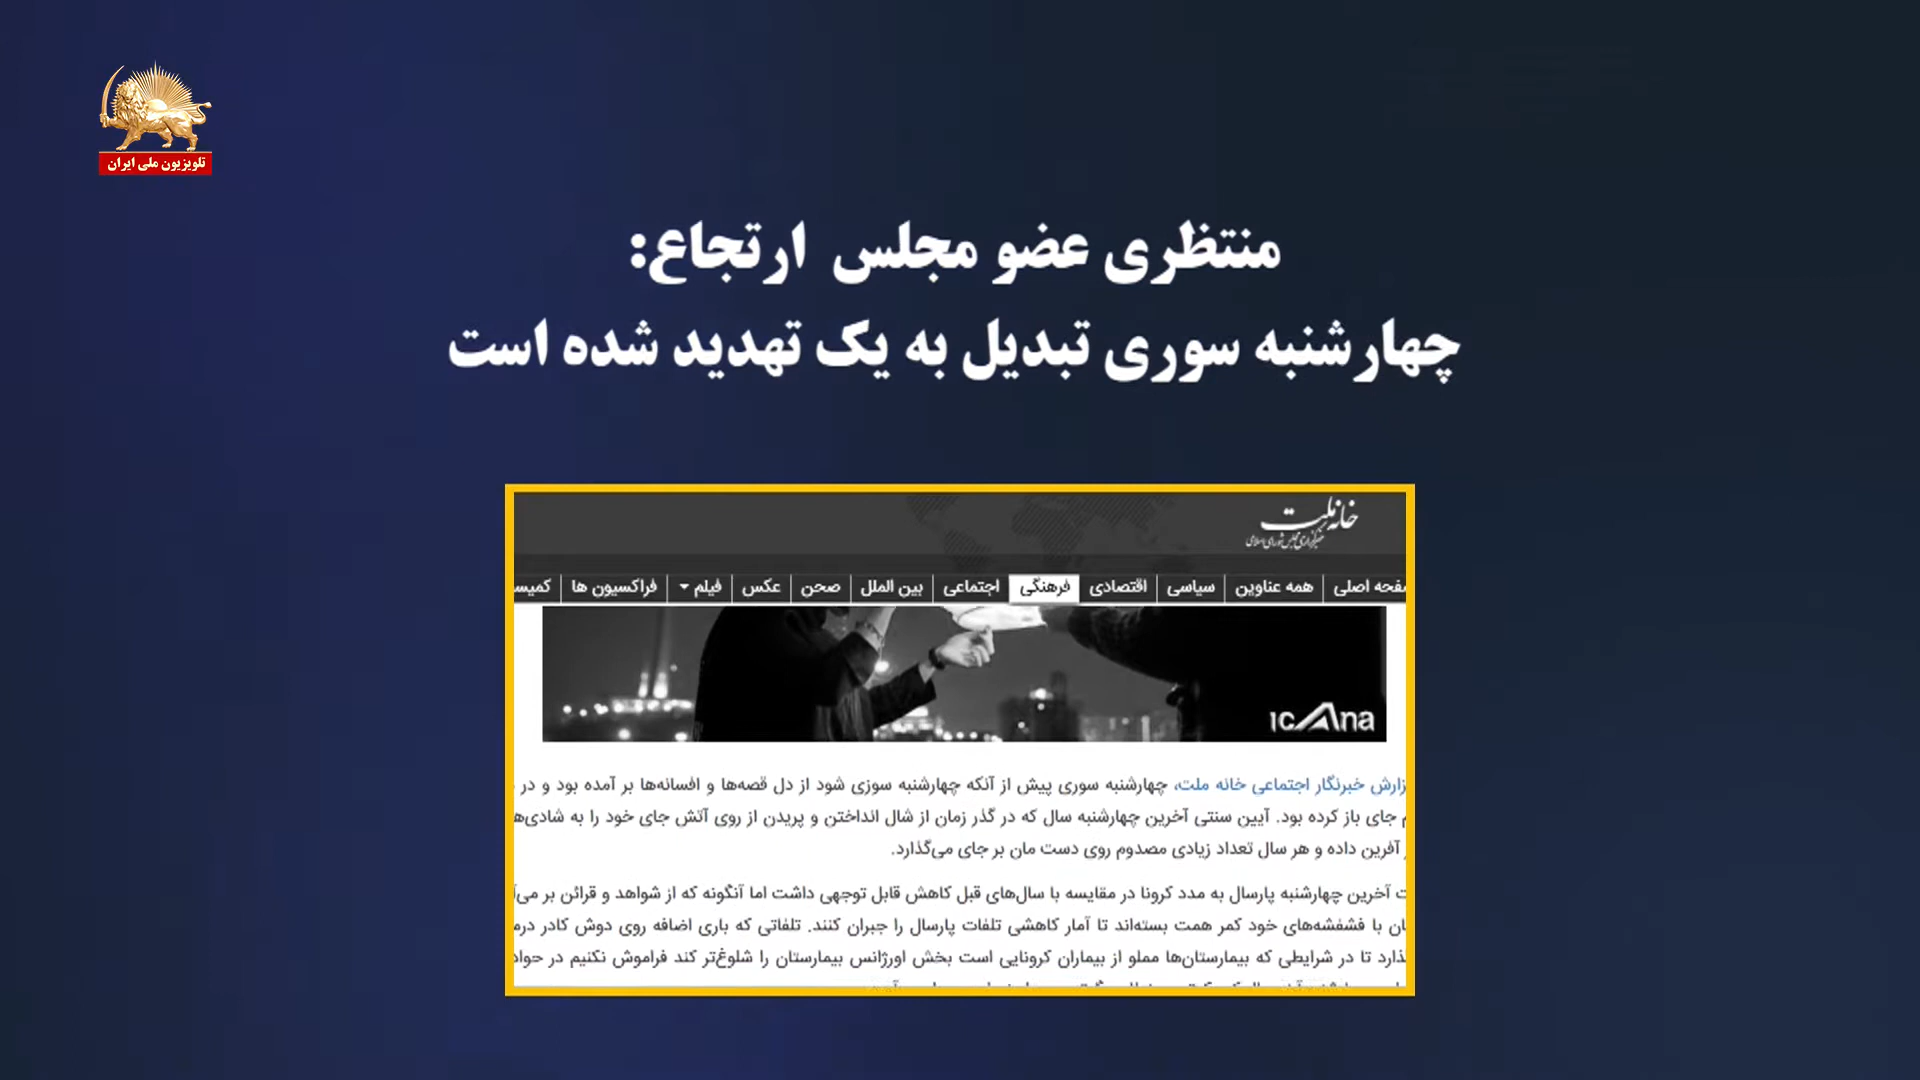 تلویزیون ملی ایران
منتظری عضو مجلس ارتجاع:
چهارشنبه سوری تبدیل به یک تهدید شده است
خانه ملت
خبرگزاری مجلس شورای اسلامی
صفحه اصلی همه عناوین سیاسی اقتصادی فرهنگی اجتماعی بین الملل صحن عکس فیلم فراکسیون ها
icAna
خبرنگار اجتماعی خانه ملت، چهارشنبه سوری پیش از آنکه چهارشنبه سوزی شود از دل قصه‌ها و افسانه‌ها بر آمده بود و در
جای باز کرده بود. آیین سنتی آخرین چهارشنبه سال که در گذر زمان از شال انداختن و پریدن از روی آتش جای خود را به
آفرین داده و هر سال تعداد زیادی مصدوم روی دست مان بر جای می‌گذارد.
آخرین چهارشنبه پارسال به مدد کرونا در مقایسه با سال‌های قبل کاهش قابل توجهی داشت اما آنگونه که از شواهد و قرائن بر
با فشفشه‌های خود کمر همت بسته‌اند تا آمار کاهشی تلفات پارسال را جبران کنند. تلفاتی که باری اضافه روی دوش کادر
تا در شرایطی که بیمارستان‌ها مملو از بیماران کرونایی است بخش اورژانس بیمارستان را شلوغ‌تر کند فراموش نکنیم در